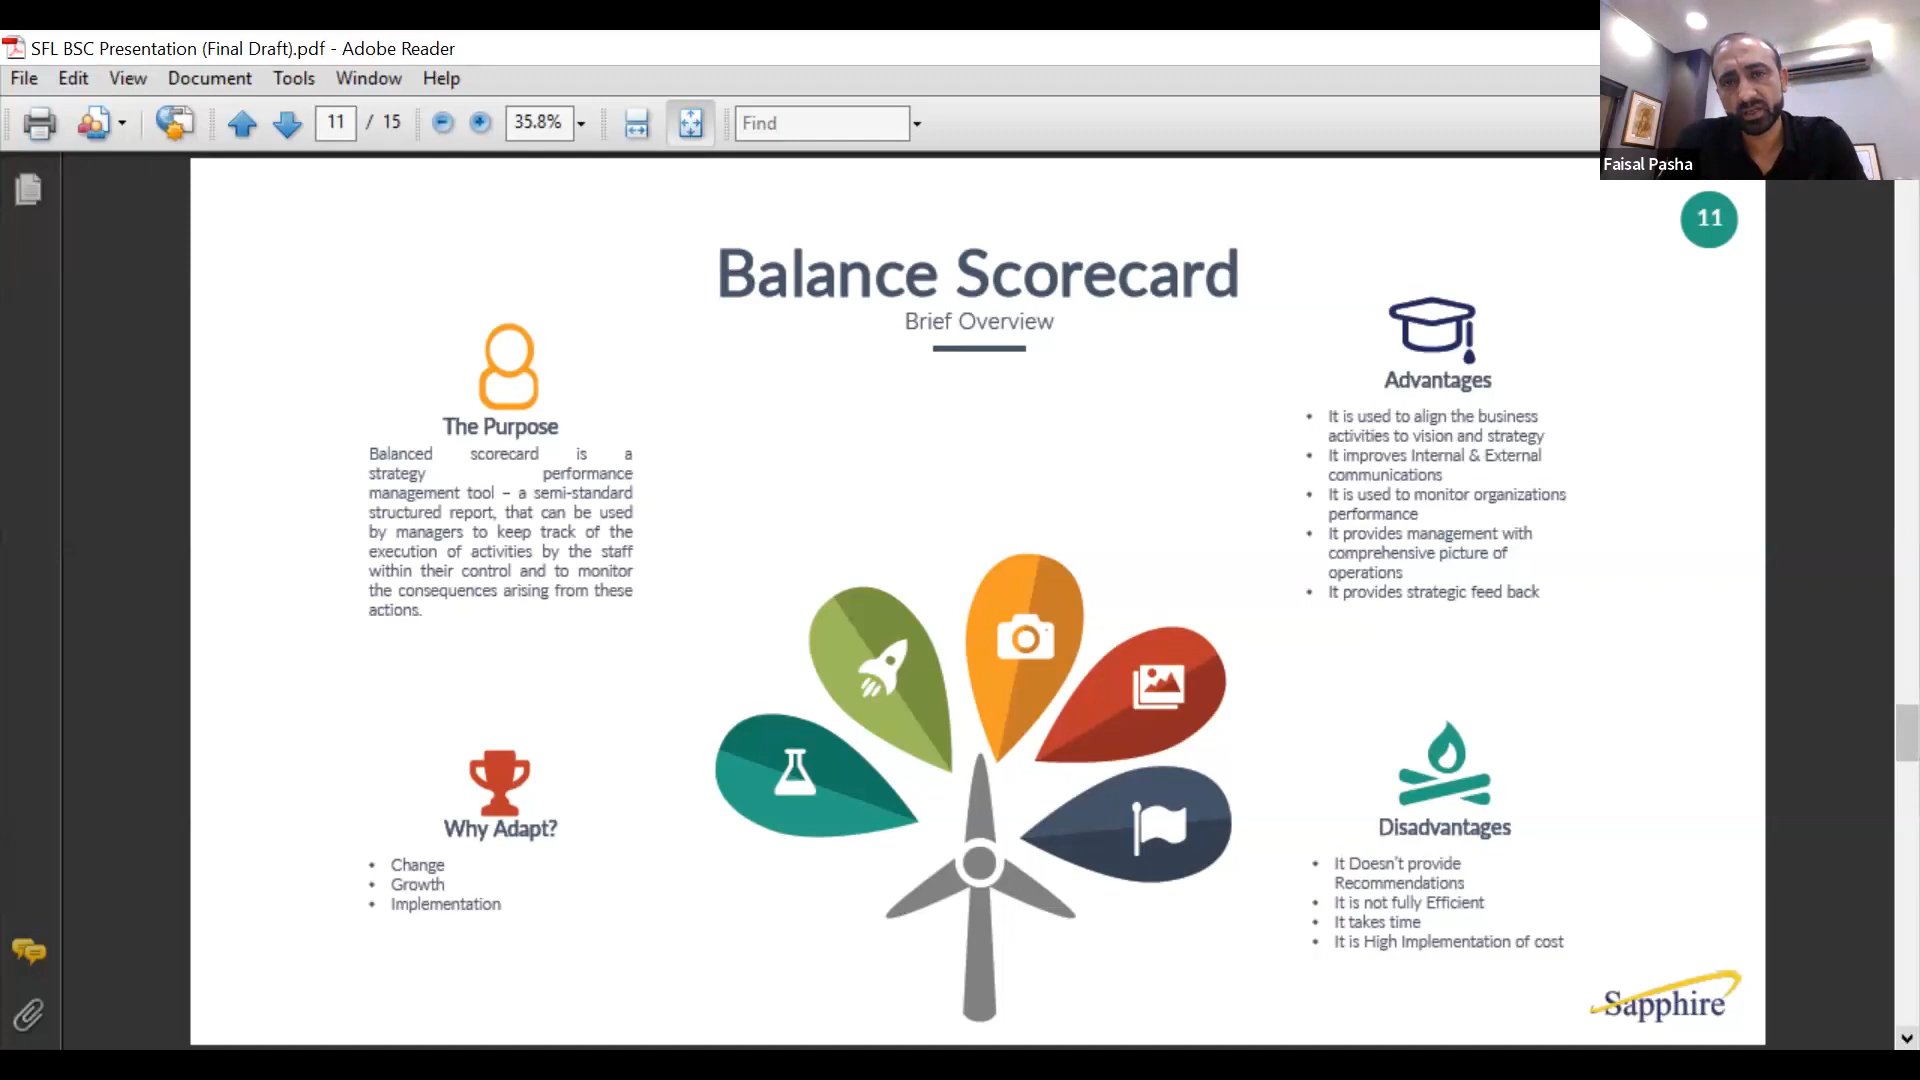 SFL BSC Presentation (Final Draft).pdf - Adobe Reader
File Edit View Document Tools Window Help
11 / 15 35.8% Find
Faisal Pasha
11
Balance Scorecard
Brief Overview
The Purpose
Balanced scorecard is a
strategy performance
management tool – a semi-standard
structured report, that can be used
by managers to keep track of the
execution of activities by the staff
within their control and to monitor
the consequences arising from these
actions.
Why Adapt?
• Change
• Growth
• Implementation
Advantages
• It is used to align the business
activities to vision and strategy
• It improves Internal & External
communications
• It is used to monitor organizations
performance
• It provides management with
comprehensive picture of
operations
• It provides strategic feed back
Disadvantages
• It Doesn't provide
Recommendations
• It is not fully Efficient
• It takes time
• It is High Implementation of cost
Sapphire